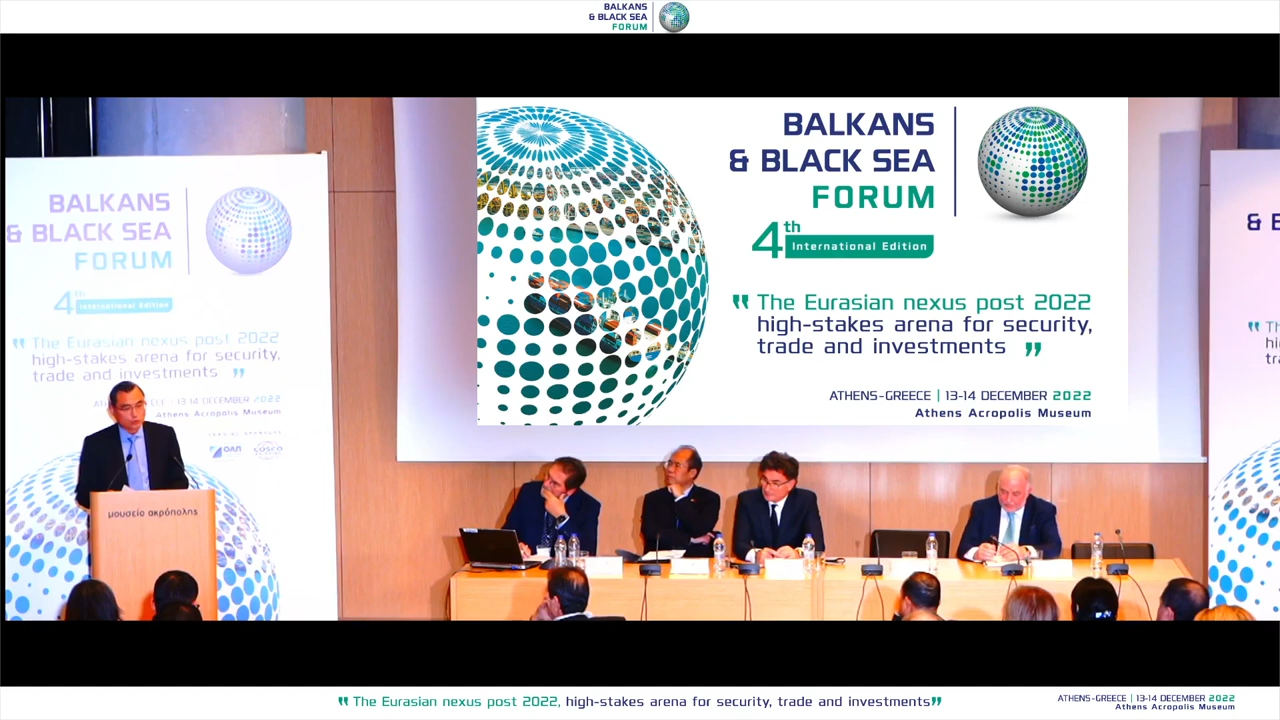 BALKANS
& BLACK SEA
FORUM
BALKANS
& BLACK SEA
FORUM
4th
International Edition
"The Eurasian nexus post 2022
high-stakes arena for security,
trade and investments"
ATHENS-GREECE | 13-14 DECEMBER 2022
Athens Acropolis Museum
BALKANS
& BLACK SEA
FORUM
4th
International Edition
"The Eurasian nexus post 2022
high-stakes arena for security,
trade and investments"
13-14 DECEMBER 2022
Athens Acropolis Museum
ΟΛΠ
COSCO
μουσείο ακρόπολης
"The Eurasian nexus post 2022, high-stakes arena for security, trade and investments"
ATHENS-GREECE | 13-14 DECEMBER 2022
Athens Acropolis Museum